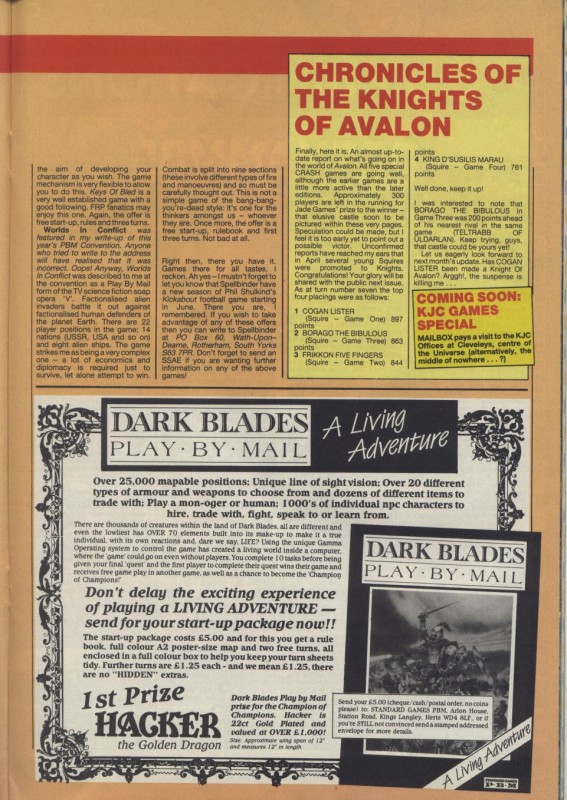 the aim of developing your
character as you wish. The game
mechanism is very flexible to allow
you to do this. Keys Of Bled is a
very well established game with a
good following. FRP fanatics may
enjoy this one. Again, the offer is
free start-up, rules and three turns.
Worlds In Conflict was
featured in my write-up of this
year's PBM Convention. Anyone
who tried to write to the address
will have realised that it was
incorrect. Oops! Anyway, Worlds
In Conflict was described to me at
the convention as a Play By Mail
form of the TV science fiction soap
opera 'V'. Factionalised alien
invaders battle it out against
factionalised human defenders of
the planet Earth. There are 22
player positions in the game; 14
nations (USSR, USA and so on)
and eight alien ships. The game
strikes me as being a very complex
one – a lot of economics and
diplomacy is required just to
survive, let alone attempt to win.
Combat is split into nine sections
(these involve different types of fire
and manoeuvres) and so must be
carefully thought out. This is not a
simple game of the bang-bang-
you're-dead style: it's one for the
thinkers amongst us – whoever
they are. Once more, the offer is a
free start-up, rulebook and first
three turns. Not bad at all.
Right then, there you have it.
Games there for all tastes, I
reckon. Ah yes – I mustn't forget to
let you know that Spellbinder have
a new season of Phil Shulkind's
Kickabout football game starting
in June. There you are, I
remembered. If you wish to take
advantage of any of these offers
then you can write to Spellbinder
at PO Box 60, Wath-Upon-
Dearne, Rotherham, South Yorks
S63 7PR. Don't forget to send an
SSAE if you are wanting further
information on any of the above
games!
CHRONICLES OF
THE KNIGHTS
OF AVALON
Finally, here it is. An almost up-to-
date report on what's going on in
the world of Avalon. All five special
CRASH games are going well,
although the earlier games are a
little more active than the later
editions. Approximately 300
players are left in the running for
Jade Games' prize to the winner –
that elusive castle soon to be
pictured within these very pages.
Speculation could be made, but I
feel it is too early yet to point out a
possible victor. Unconfirmed
reports have reached my ears that
in April several young Squires
were promoted to Knights.
Congratulations! Your glory will be
shared with the public next issue.
As at turn number seven the top
four placings were as follows:
1 COGAN LISTER
(Squire – Game One) 897
points
2 BORAGO THE BIBULOUS
(Squire – Game Three) 863
points
3 FRIKKON FIVE FINGERS
(Squire – Game Two) 844
points
4 KING D'SUSILIS MARAU
(Squire – Game Four) 761
points
Well done, keep it up!
I was interested to note that
BORAGO THE BIBULOUS in
Game Three was 200 points ahead
of his nearest rival in the same
game (TELTRABB OF
ULDARLAN). Keep trying, guys,
that castle could be yours yet!
Let us eagerly look forward to
next month's update. Has COGAN
LISTER been made a Knight Of
Avalon? Arggh!, the suspense is
killing me . . .
COMING SOON:
KJC GAMES
SPECIAL
MAILBOX pays a visit to the KJC
Offices at Cleveleys, centre of
the Universe (alternatively, the
middle of nowhere . . . ?)
DARK BLADES
PLAY·BY·MAIL
A Living
Adventure
Over 25,000 mapable positions; Unique line of sight vision; Over 20 different
types of armour and weapons to choose from and dozens of different items to
trade with; Play a mon-oger or human; 1000's of individual npc characters to
hire, trade with, fight, speak to or learn from.
There are thousands of creatures within the land of Dark Blades, all are different and
even the lowliest has OVER 70 elements built into its make-up to make it a true
individual, with its own reactions and, dare we say, LIFE? Using the unique Gamma
Operating system to control the game has created a living world inside a computer,
where the 'game' could go on even without players. You complete 10 tasks before being
given your final 'quest' and the first player to complete their quest wins their game and
receives free game play in another game, as well as a chance to become the 'Champion
of Champions!'
Don't delay the exciting experience
of playing a LIVING ADVENTURE —
send for your start-up package now!!
The start-up package costs £5.00 and for this you get a rule
book, full colour A2 poster-size map and two free turns, all
enclosed in a full colour box to help you keep your turn sheets
tidy. Further turns are £1.25 each - and we mean £1.25, there
are no "HIDDEN" extras.
1st Prize
HACKER
the Golden Dragon
Dark Blades Play by Mail
prize for the Champion of
Champions. Hacker is
22ct Gold Plated and
valued at OVER £1,000!
Size: Approximate wing span of 12"
and measures 12" in length.
DARK BLADES
PLAY·BY·MAIL
Send your £5.00 (cheque/cash/postal order, no coins
please) to: STANDARD GAMES PBM, Arlon House,
Station Road, Kings Langley, Herts WD4 8LF, or if
you're STILL not convinced send a stamped addressed
envelope for more details.
A Living Adventure
STANDARD GAMES
P·B·M